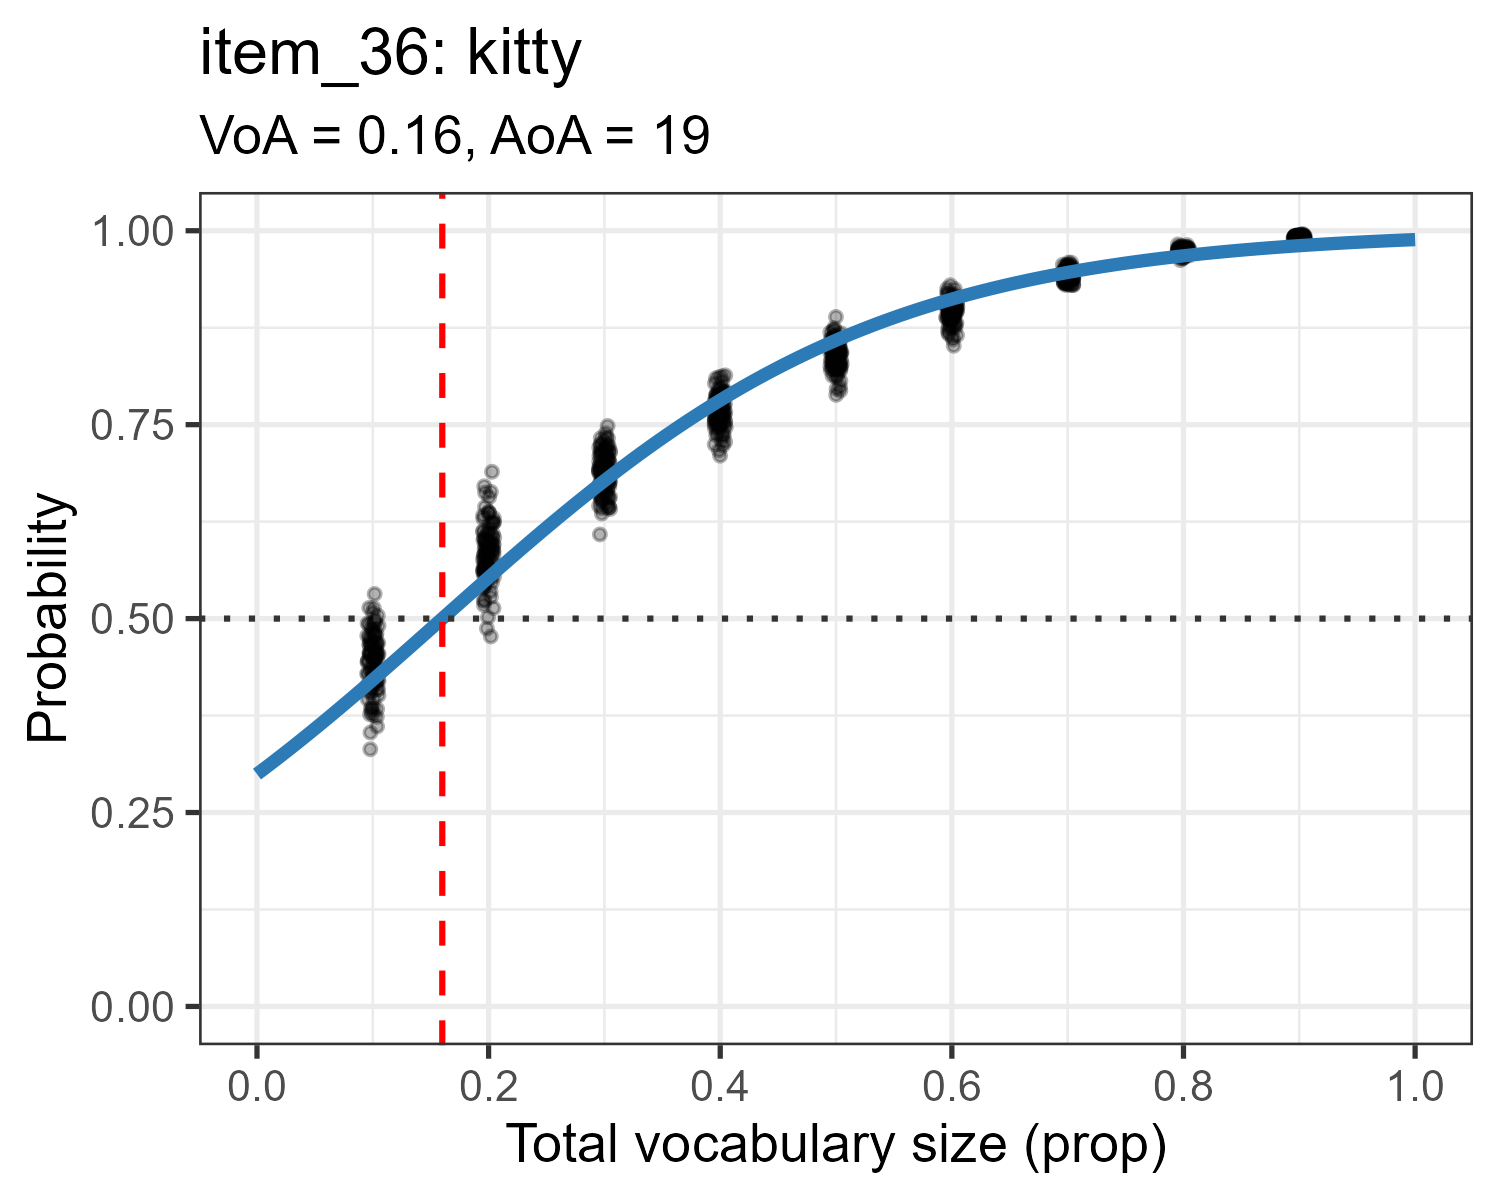 item_36: kitty
VoA = 0.16, AoA = 19
1.00
0.75
0.50
0.25
0.00
Probability
0.0 0.2 0.4 0.6 0.8 1.0
Total vocabulary size (prop)